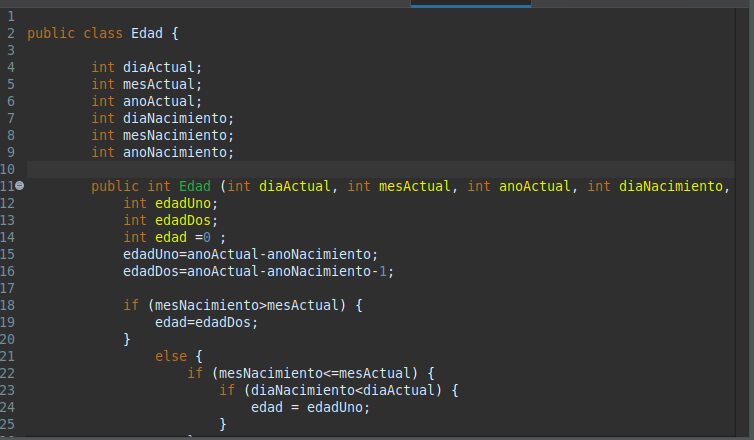 1
2 public class Edad {
3
4 int diaActual;
5 int mesActual;
6 int anoActual;
7 int diaNacimiento;
8 int mesNacimiento;
9 int anoNacimiento;
10
11 public int Edad (int diaActual, int mesActual, int anoActual, int diaNacimiento,
12 int edadUno;
13 int edadDos;
14 int edad =0 ;
15 edadUno=anoActual-anoNacimiento;
16 edadDos=anoActual-anoNacimiento-1;
17
18 if (mesNacimiento>mesActual) {
19 edad=edadDos;
20 }
21 else {
22 if (mesNacimiento<=mesActual) {
23 if (diaNacimiento<diaActual) {
24 edad = edadUno;
25 }